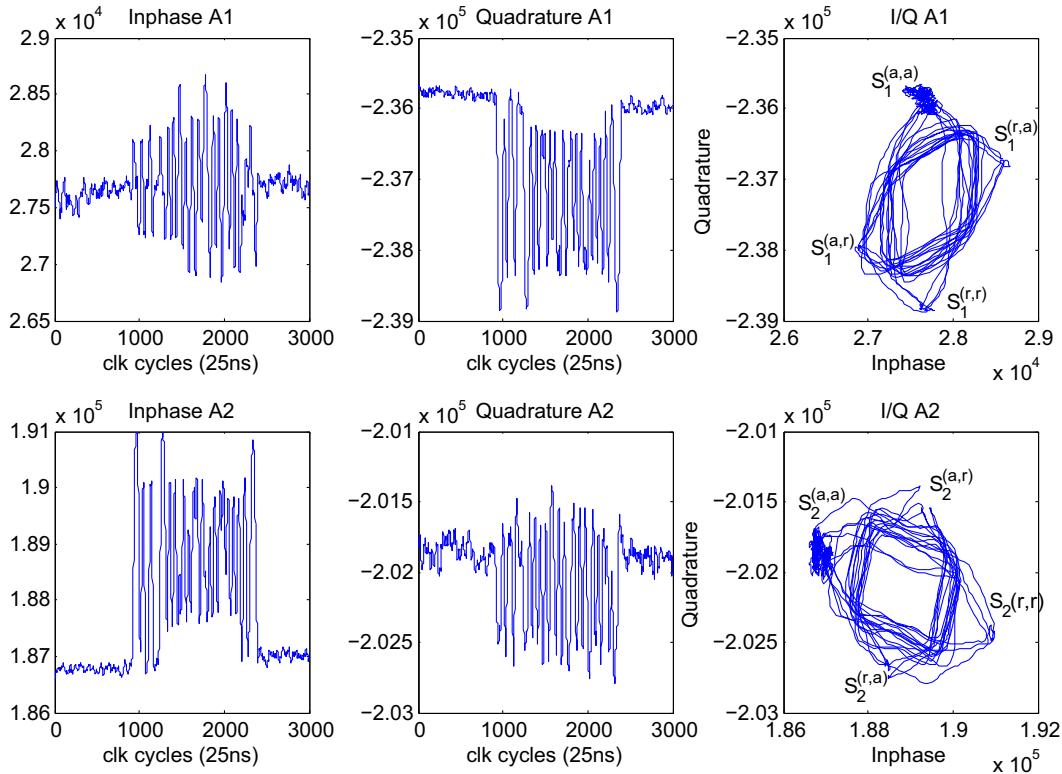 x 10^4
Inphase A1
2.9
2.85
2.8
2.75
2.7
2.65
0
1000
2000
3000
clk cycles (25ns)
x 10^5
Quadrature A1
−2.35
−2.36
−2.37
−2.38
−2.39
0
1000
2000
3000
clk cycles (25ns)
x 10^5
I/Q A1
−2.35
−2.36
−2.37
−2.38
−2.39
Quadrature
S_1^(a,a)
S_1^(r,a)
S_1^(a,r)
S_1^(r,r)
2.6
2.7
2.8
2.9
Inphase
x 10^4
x 10^5
Inphase A2
1.91
1.9
1.89
1.88
1.87
1.86
0
1000
2000
3000
clk cycles (25ns)
x 10^5
Quadrature A2
−2.01
−2.015
−2.02
−2.025
−2.03
0
1000
2000
3000
clk cycles (25ns)
x 10^5
I/Q A2
−2.01
−2.015
−2.02
−2.025
−2.03
Quadrature
S_2^(a,a)
S_2^(a,r)
S_2(r,r)
S_2^(r,a)
1.86
1.88
1.9
1.92
Inphase
x 10^5